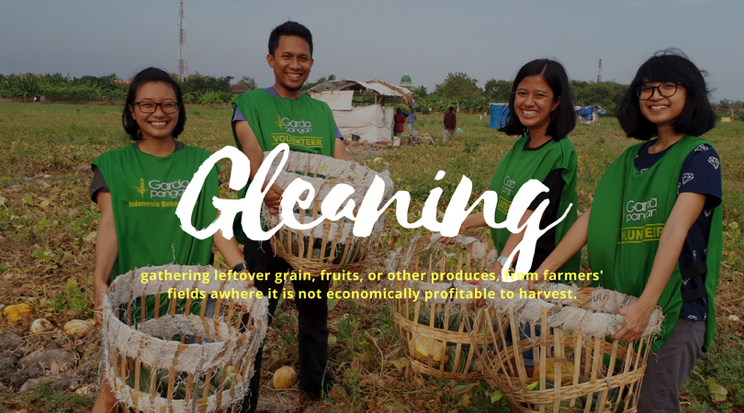 Garda
pangan
Indonesia
Garda
pangan
VOLUNTEER
Garda
pangan
Garda
pangan
VOLUNTEER
Gleaning
gathering leftover grain, fruits, or other produces, from farmers'
fields awhere it is not economically profitable to harvest.